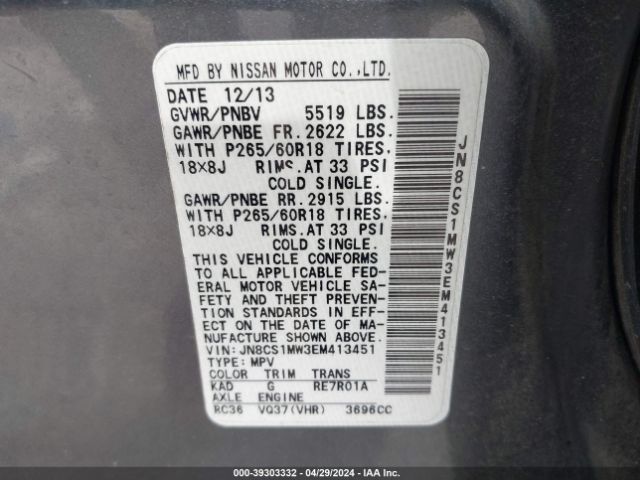 MFD BY NISSAN MOTOR CO.,LTD.
DATE 12/13
GVWR/PNBV 5519 LBS.
GAWR/PNBE FR. 2622 LBS.
WITH P265/60R18 TIRES.
18×8J RIMS.AT 33 PSI
COLD SINGLE.
GAWR/PNBE RR. 2915 LBS.
WITH P265/60R18 TIRES.
18×8J RIMS.AT 33 PSI
COLD SINGLE.
THIS VEHICLE CONFORMS
TO ALL APPLICABLE FED-
ERAL MOTOR VEHICLE SA-
FETY AND THEFT PREVEN-
TION STANDARDS IN EFF-
ECT ON THE DATE OF MA-
NUFACTURE SHOWN ABOVE.
VIN: JN8CS1MW3EM413451
TYPE: MPV
COLOR TRIM TRANS
KAD G RE7R01A
AXLE ENGINE
RC36 VQ37(VHR) 3696CC
JN8CS1MW3EM413451
000-39303332 - 04/29/2024 - IAA Inc.